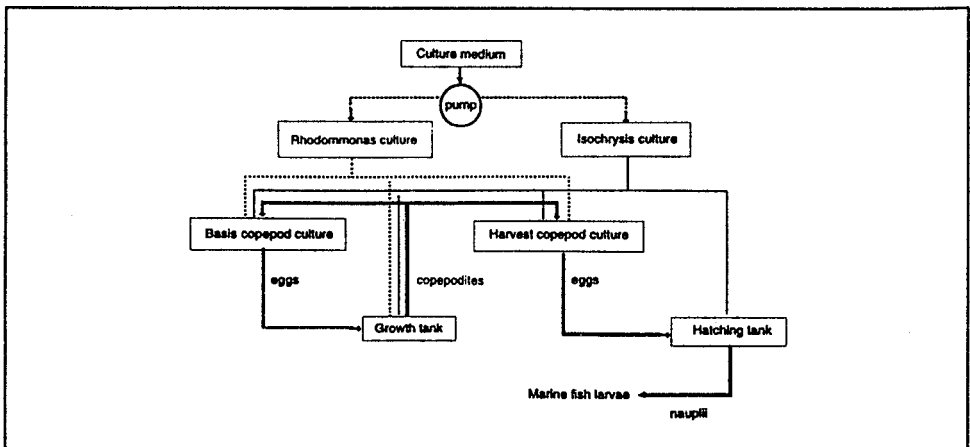 Culture medium
pump
Rhodommonas culture
Isochrysis culture
Basis copepod culture
Harvest copepod culture
eggs
copepodites
eggs
Growth tank
Hatching tank
Marine fish larvae
nauplii